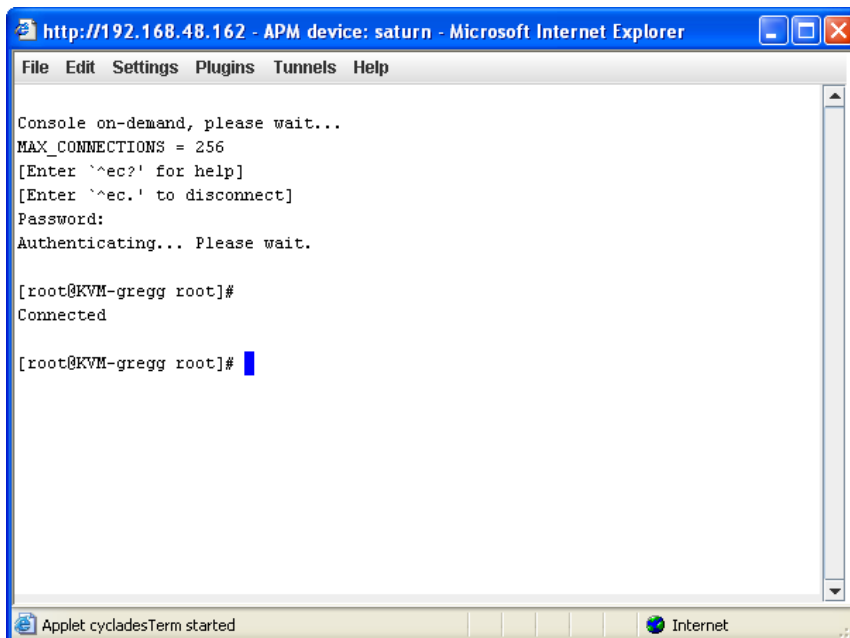 http://192.168.48.162 - APM device: saturn - Microsoft Internet Explorer
File Edit Settings Plugins Tunnels Help
Console on-demand, please wait...
MAX_CONNECTIONS = 256
[Enter `^ec?' for help]
[Enter `^ec.' to disconnect]
Password:
Authenticating... Please wait.
[root@KVM-gregg root]#
Connected
[root@KVM-gregg root]#
Applet cycladesTerm started
Internet